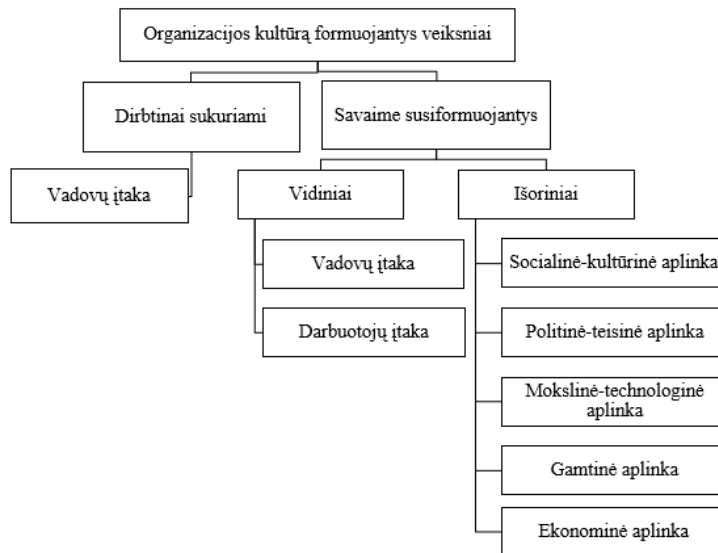 Organizacijos kultūrą formuojantys veiksniai
Dirbtinai sukuriami
Savaime susiformuojantys
Vadovų įtaka
Vidiniai
Išoriniai
Vadovų įtaka
Socialinė-kultūrinė aplinka
Darbuotojų įtaka
Politinė-teisinė aplinka
Mokslinė-technologinė
aplinka
Gamtinė aplinka
Ekonominė aplinka